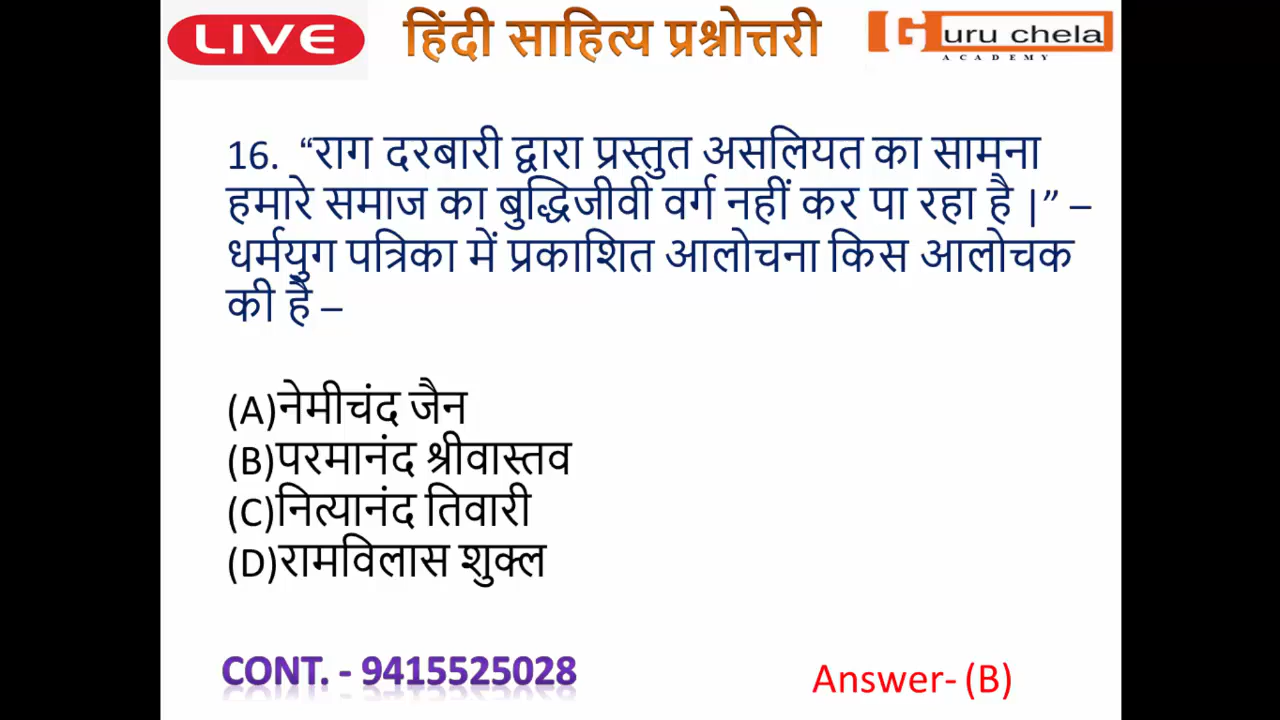 LIVE
हिंदी साहित्य प्रश्नोत्तरी
Guru chela
ACADEMY
16. “राग दरबारी द्वारा प्रस्तुत असलियत का सामना
हमारे समाज का बुद्धिजीवी वर्ग नहीं कर पा रहा है |” –
धर्मयुग पत्रिका में प्रकाशित आलोचना किस आलोचक
की है –
(A)नेमीचंद जैन
(B)परमानंद श्रीवास्तव
(C)नित्यानंद तिवारी
(D)रामविलास शुक्ल
CONT. - 9415525028
Answer- (B)